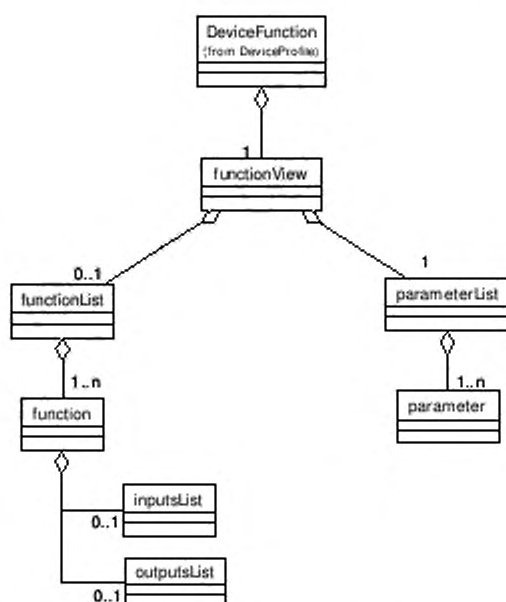 DeviceFunction
(from DeviceProfile)
1
functionView
0..1
1
functionList
parameterList
1..n
1..n
function
parameter
inputsList
0..1
outputsList
0..1